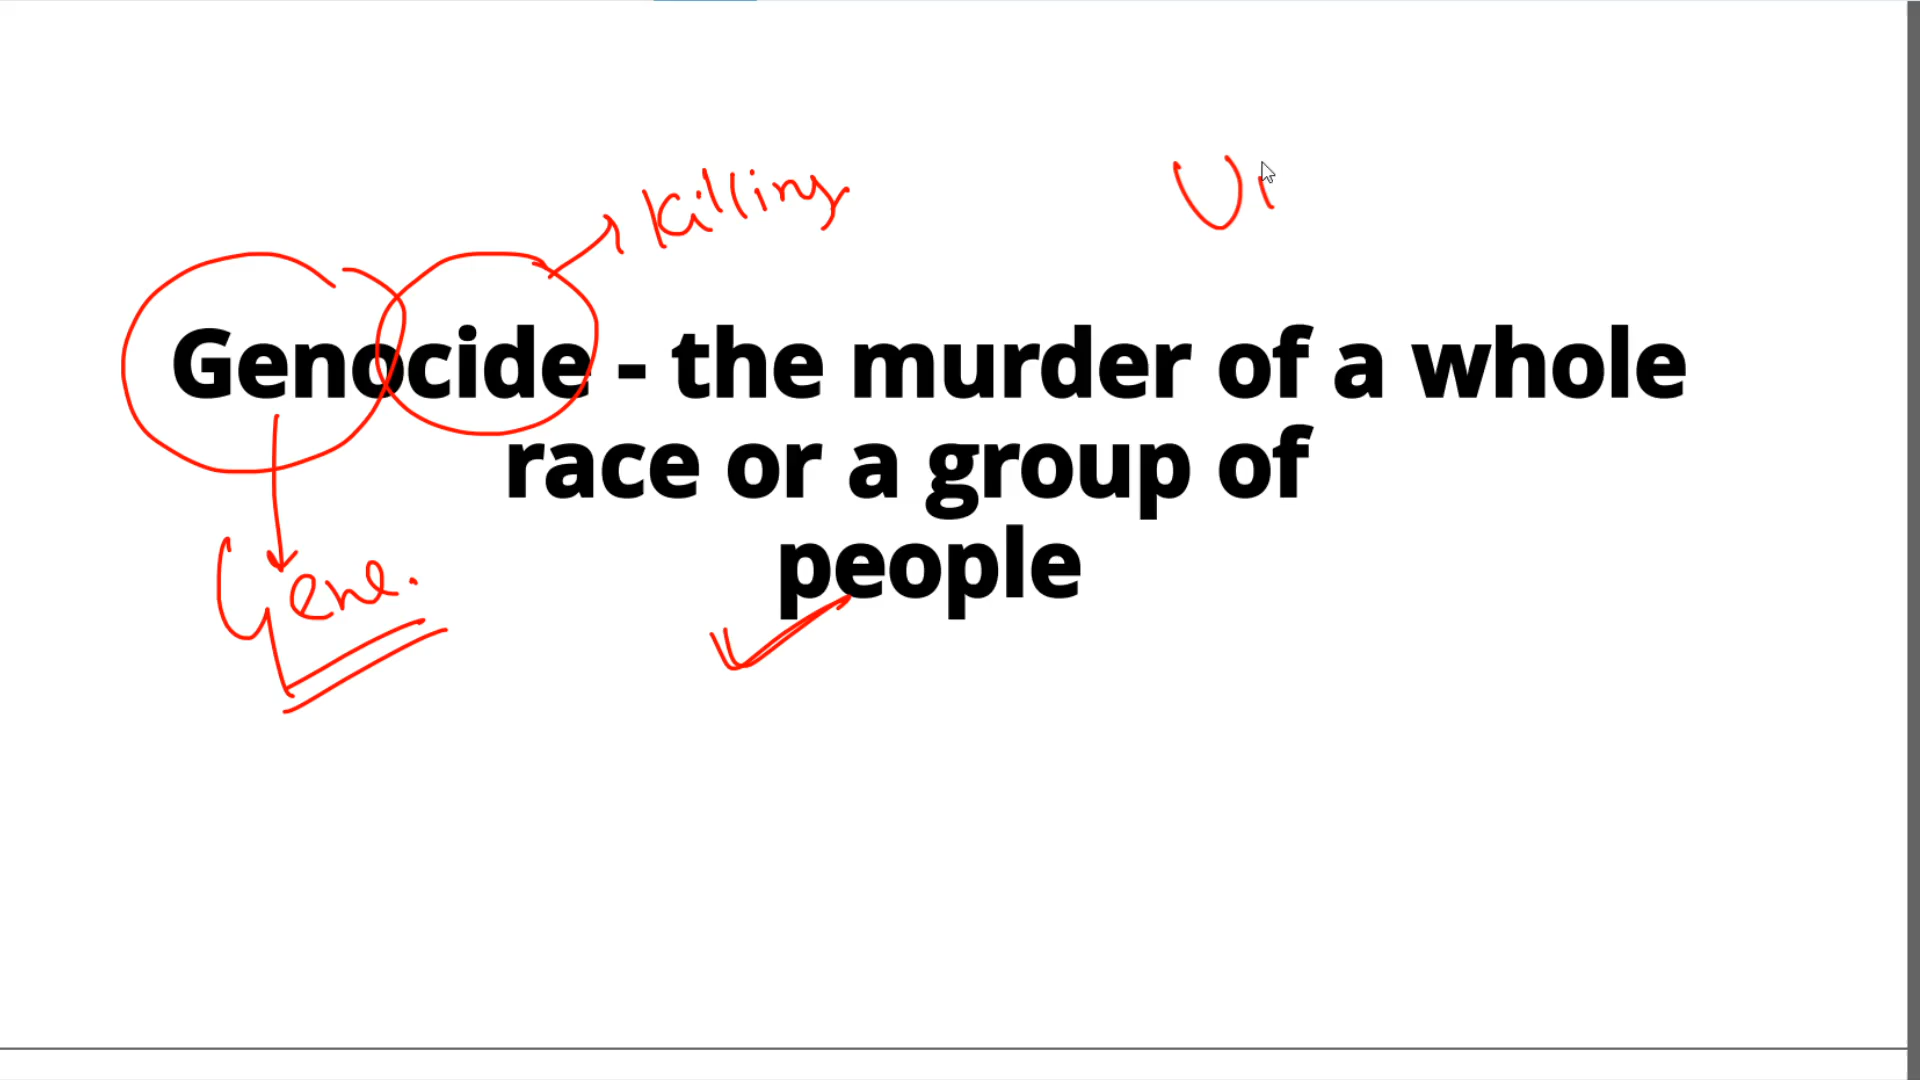 Killing
Genocide - the murder of a whole
race or a group of
people
Gene.